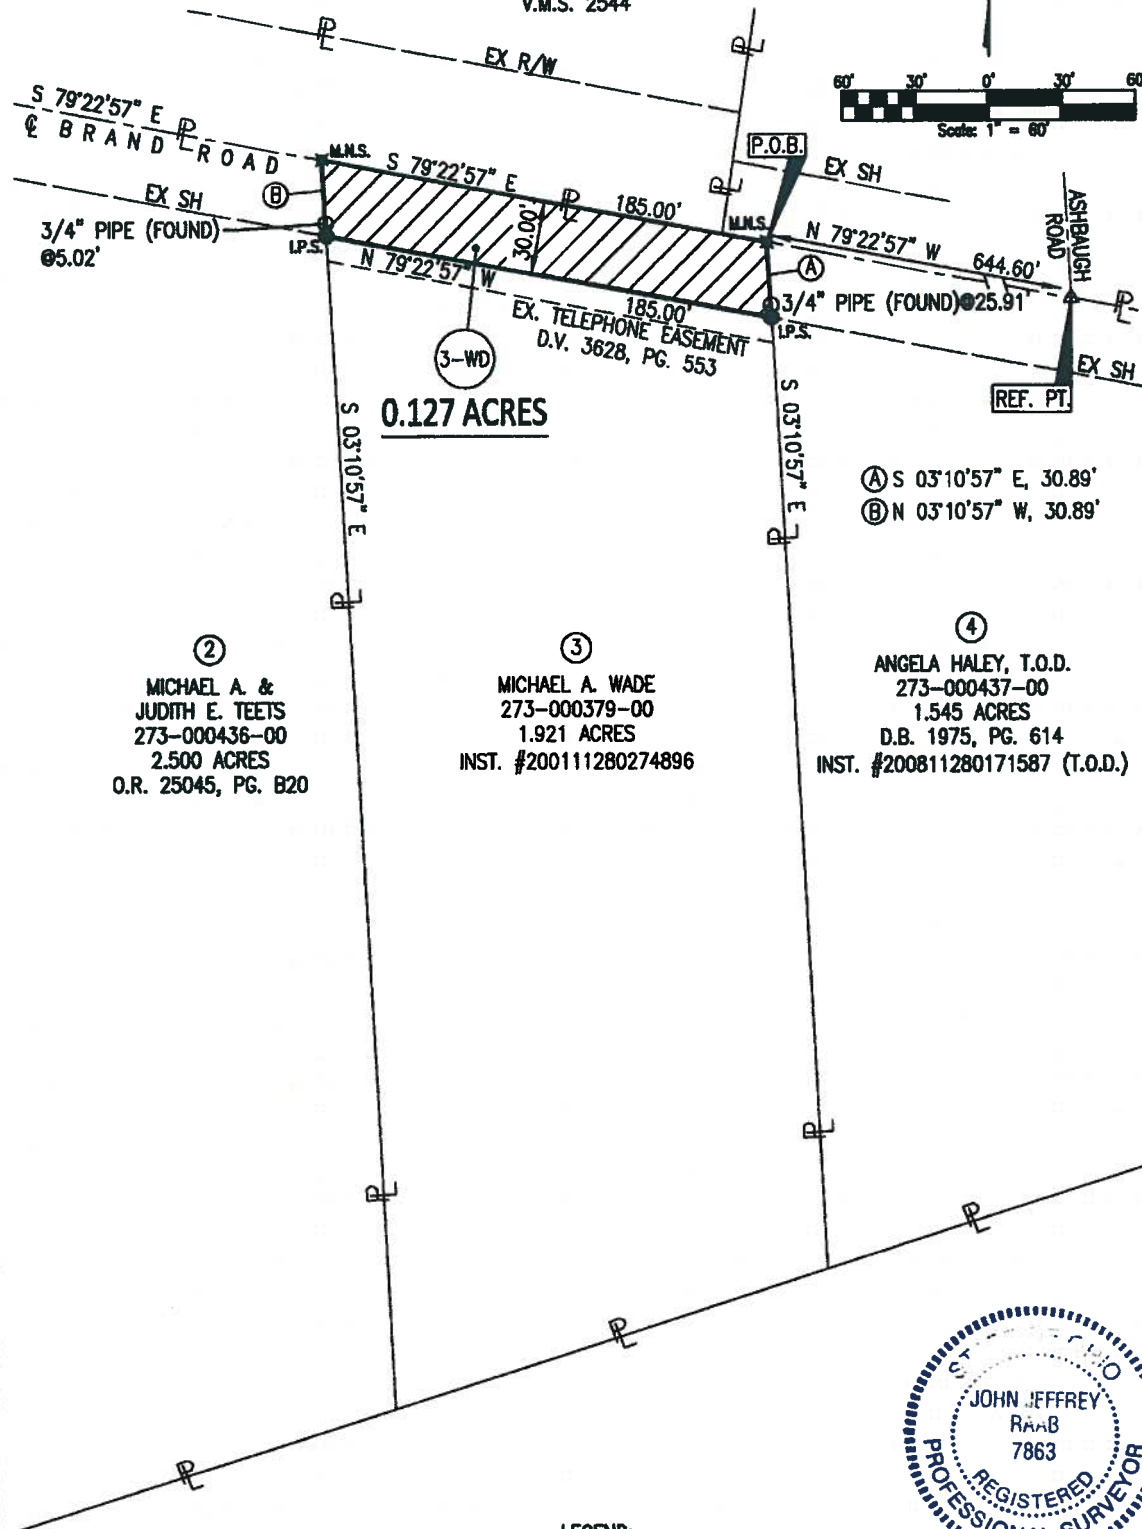 V.M.S. 2544
EX R/W
60' 30' 0' 30' 60
Scale: 1" = 60'
S 79°22'57" E
℄ BRAND ROAD
M.N.S.
S 79°22'57" E
185.00'
P.O.B.
EX SH
ASHBAUGH
ROAD
B
EX SH
3/4" PIPE (FOUND)
@5.02'
I.P.S.
30.00'
M.N.S.
N 79°22'57" W
644.60'
A
N 79°22'57" W
185.00'
3/4" PIPE (FOUND)@25.91'
I.P.S.
EX. TELEPHONE EASEMENT
D.V. 3628, PG. 553
3-WD
0.127 ACRES
EX SH
REF. PT.
S 03°10'57" E
S 03°10'57" E
A S 03°10'57" E, 30.89'
B N 03°10'57" W, 30.89'
2
MICHAEL A. &
JUDITH E. TEETS
273-000436-00
2.500 ACRES
O.R. 25045, PG. B20
3
MICHAEL A. WADE
273-000379-00
1.921 ACRES
INST. #200111280274896
4
ANGELA HALEY, T.O.D.
273-000437-00
1.545 ACRES
D.B. 1975, PG. 614
INST. #200811280171587 (T.O.D.)
JOHN JEFFREY
RAAB
7863
REGISTERED
PROFESSIONAL SURVEYOR
LEGEND: